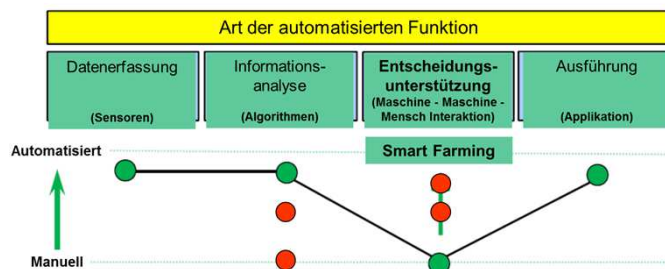 Art der automatisierten Funktion
Datenerfassung
(Sensoren)
Informations-
analyse
(Algorithmen)
Entscheidungs-
unterstützung
(Maschine - Maschine -
Mensch Interaktion)
Ausführung
(Applikation)
Automatisiert
Smart Farming
Manuell